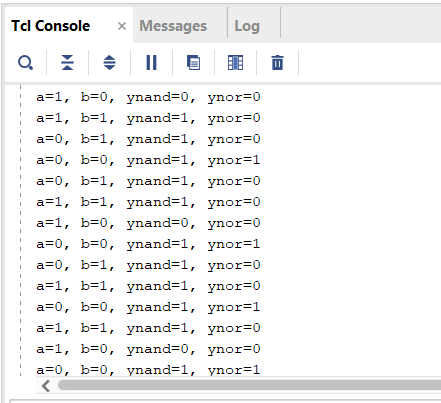 Tcl Console × Messages Log
a=1, b=0, ynand=0, ynor=0
a=1, b=1, ynand=1, ynor=0
a=0, b=1, ynand=1, ynor=0
a=0, b=0, ynand=1, ynor=1
a=0, b=1, ynand=1, ynor=0
a=1, b=1, ynand=1, ynor=0
a=1, b=0, ynand=0, ynor=0
a=0, b=0, ynand=1, ynor=1
a=0, b=1, ynand=1, ynor=0
a=1, b=1, ynand=1, ynor=0
a=0, b=0, ynand=1, ynor=1
a=1, b=1, ynand=1, ynor=0
a=1, b=0, ynand=0, ynor=0
a=0, b=0, ynand=1, ynor=1